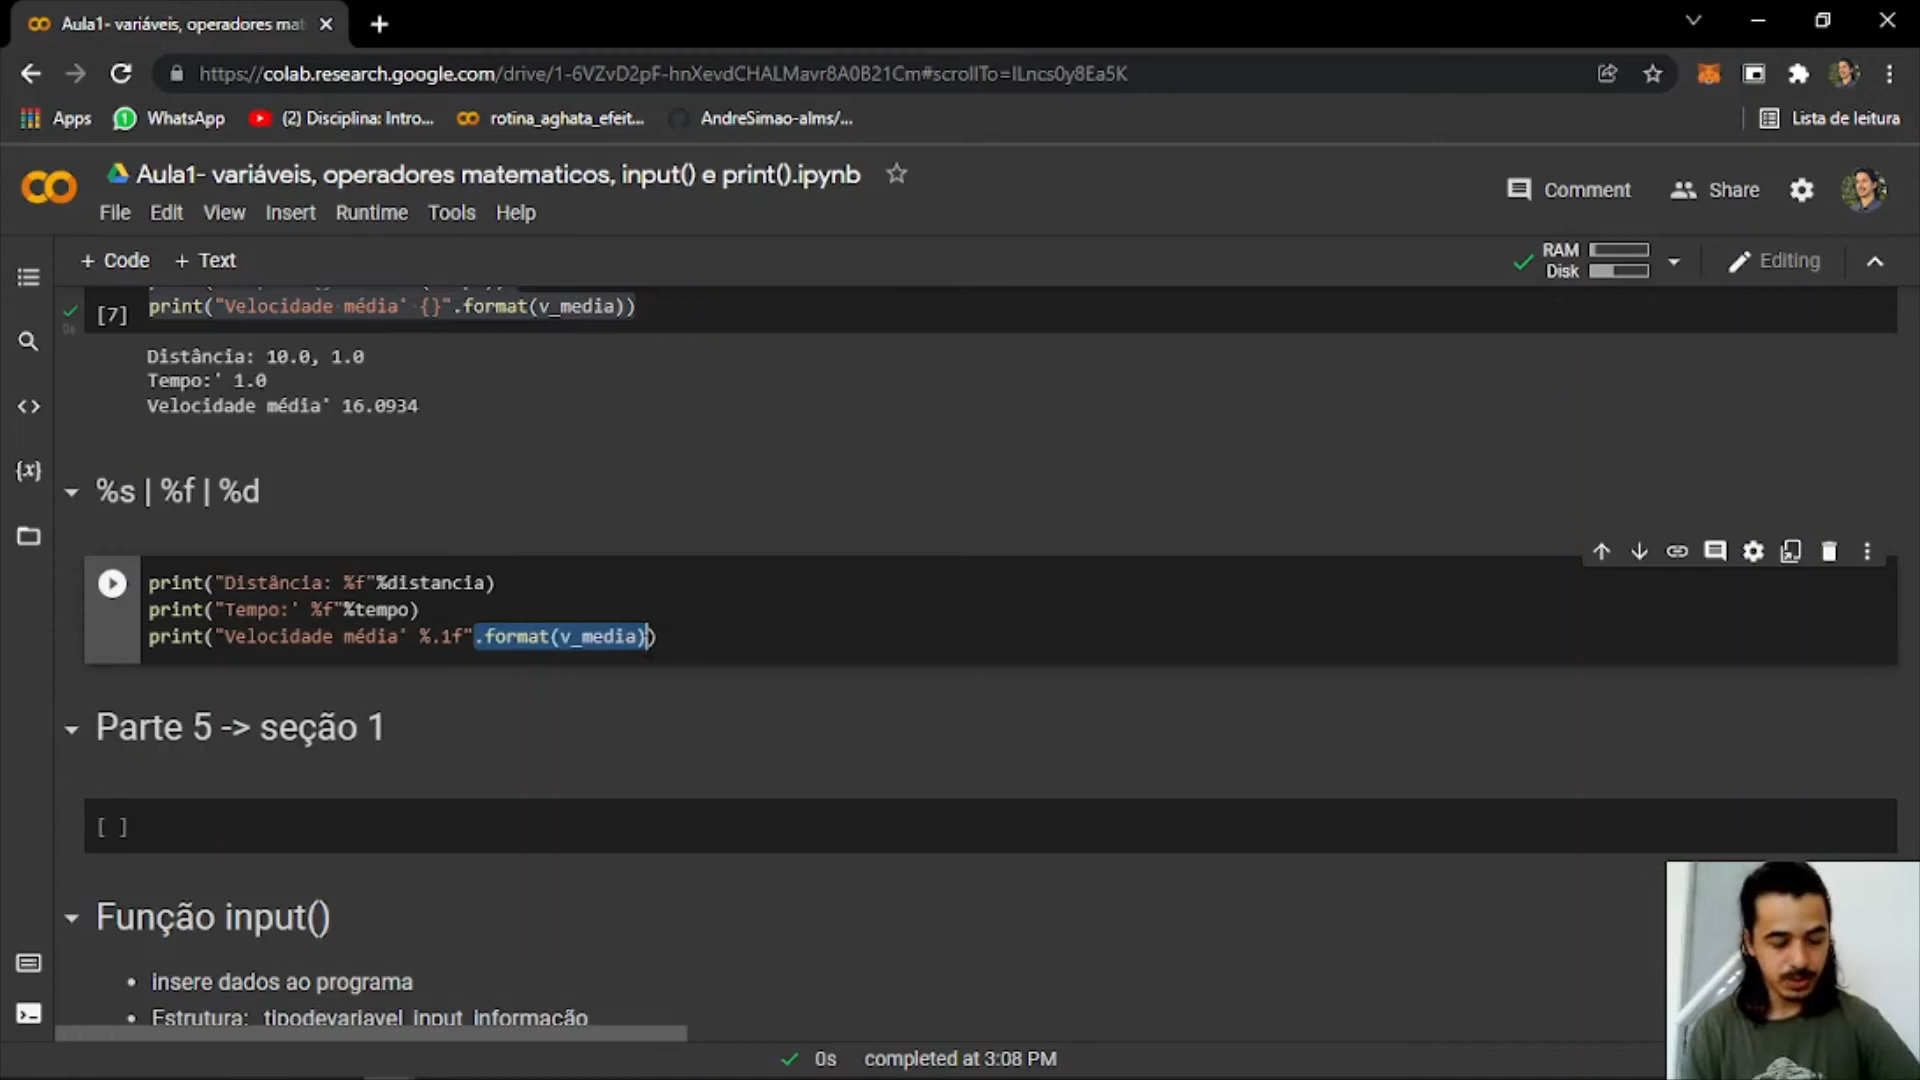 Aula1- variáveis, operadores mat
https://colab.research.google.com/drive/1-6VZvD2pF-hnXevdCHALMavr8A0B21Cm#scrollTo=ILncs0y8Ea5K
Apps
WhatsApp
(2) Disciplina: Intro...
rotina_aghata_efeit...
AndreSimao-alms/...
Lista de leitura
Aula1- variáveis, operadores matematicos, input() e print().ipynb
Comment
Share
File Edit View Insert Runtime Tools Help
+ Code + Text
RAM
Disk
Editing
[7]
0s
print("Velocidade média' {}".format(v_media))
Distância: 10.0, 1.0
Tempo:' 1.0
Velocidade média' 16.0934
%s | %f | %d
print("Distância: %f"%distancia)
print("Tempo:' %f"%tempo)
print("Velocidade média' %.1f".format(v_media))
Parte 5 -> seção 1
[ ]
Função input()
• insere dados ao programa
• Estrutura: tipodevariavel input informação
0s completed at 3:08 PM